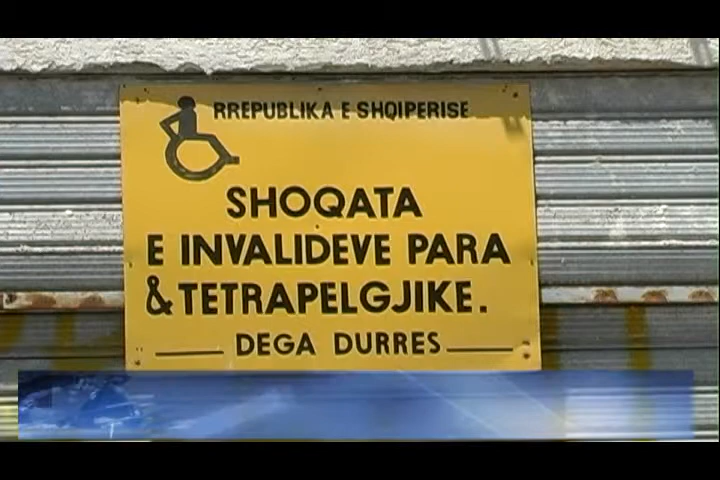 RREPUBLIKA E SHQIPERISE
SHOQATA
E INVALIDEVE PARA
& TETRAPELGJIKE.
DEGA DURRES